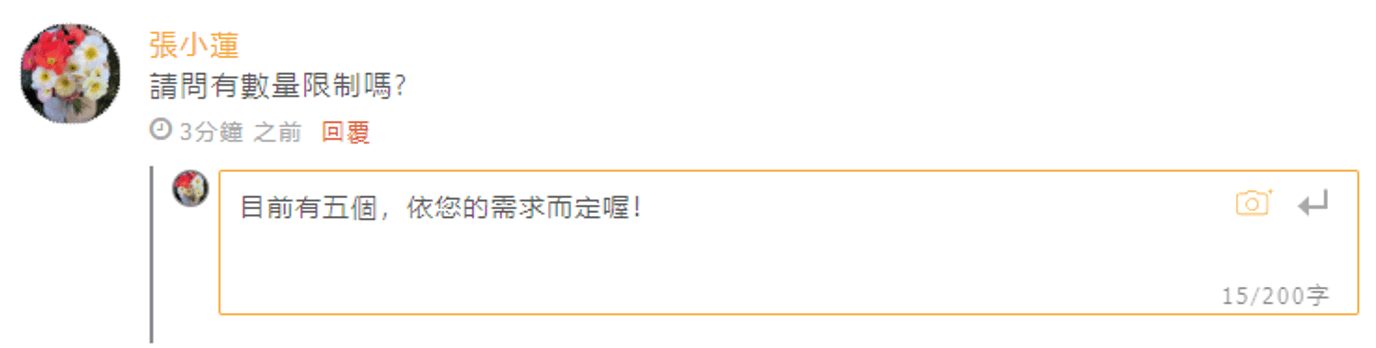 張小蓮
請問有數量限制嗎?
3分鐘 之前 回覆
目前有五個，依您的需求而定喔!
15/200字